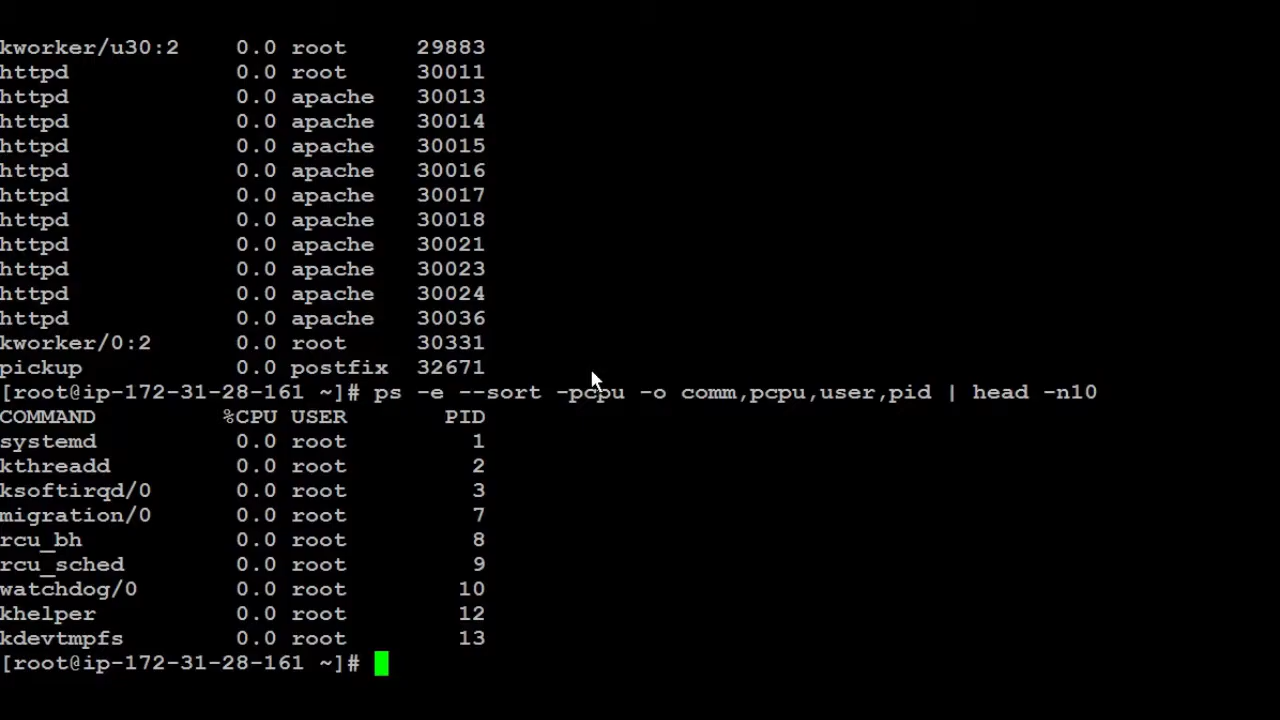 kworker/u30:2    0.0 root     29883
httpd            0.0 root     30011
httpd            0.0 apache   30013
httpd            0.0 apache   30014
httpd            0.0 apache   30015
httpd            0.0 apache   30016
httpd            0.0 apache   30017
httpd            0.0 apache   30018
httpd            0.0 apache   30021
httpd            0.0 apache   30023
httpd            0.0 apache   30024
httpd            0.0 apache   30036
kworker/0:2      0.0 root     30331
pickup           0.0 postfix  32671
[root@ip-172-31-28-161 ~]# ps -e --sort -pcpu -o comm,pcpu,user,pid | head -n10
COMMAND         %CPU USER       PID
systemd          0.0 root         1
kthreadd         0.0 root         2
ksoftirqd/0      0.0 root         3
migration/0      0.0 root         7
rcu_bh           0.0 root         8
rcu_sched        0.0 root         9
watchdog/0       0.0 root        10
khelper          0.0 root        12
kdevtmpfs        0.0 root        13
[root@ip-172-31-28-161 ~]#